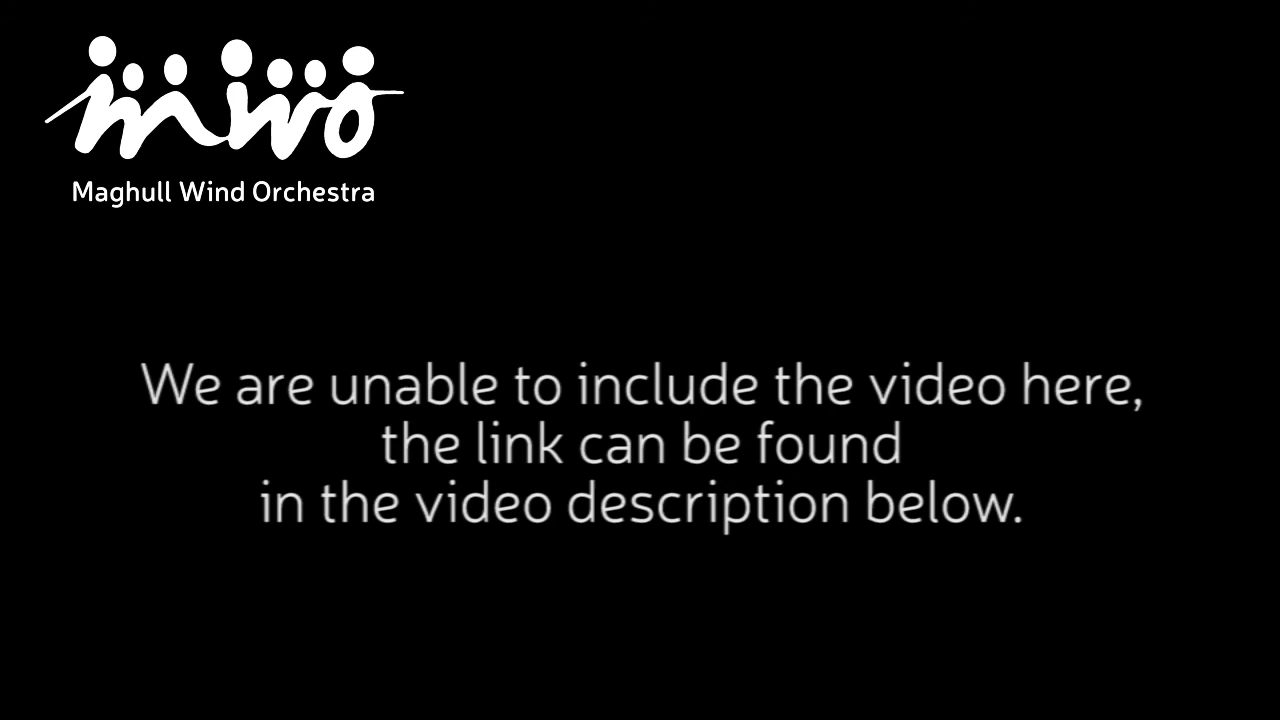 mwo
Maghull Wind Orchestra
We are unable to include the video here,
the link can be found
in the video description below.